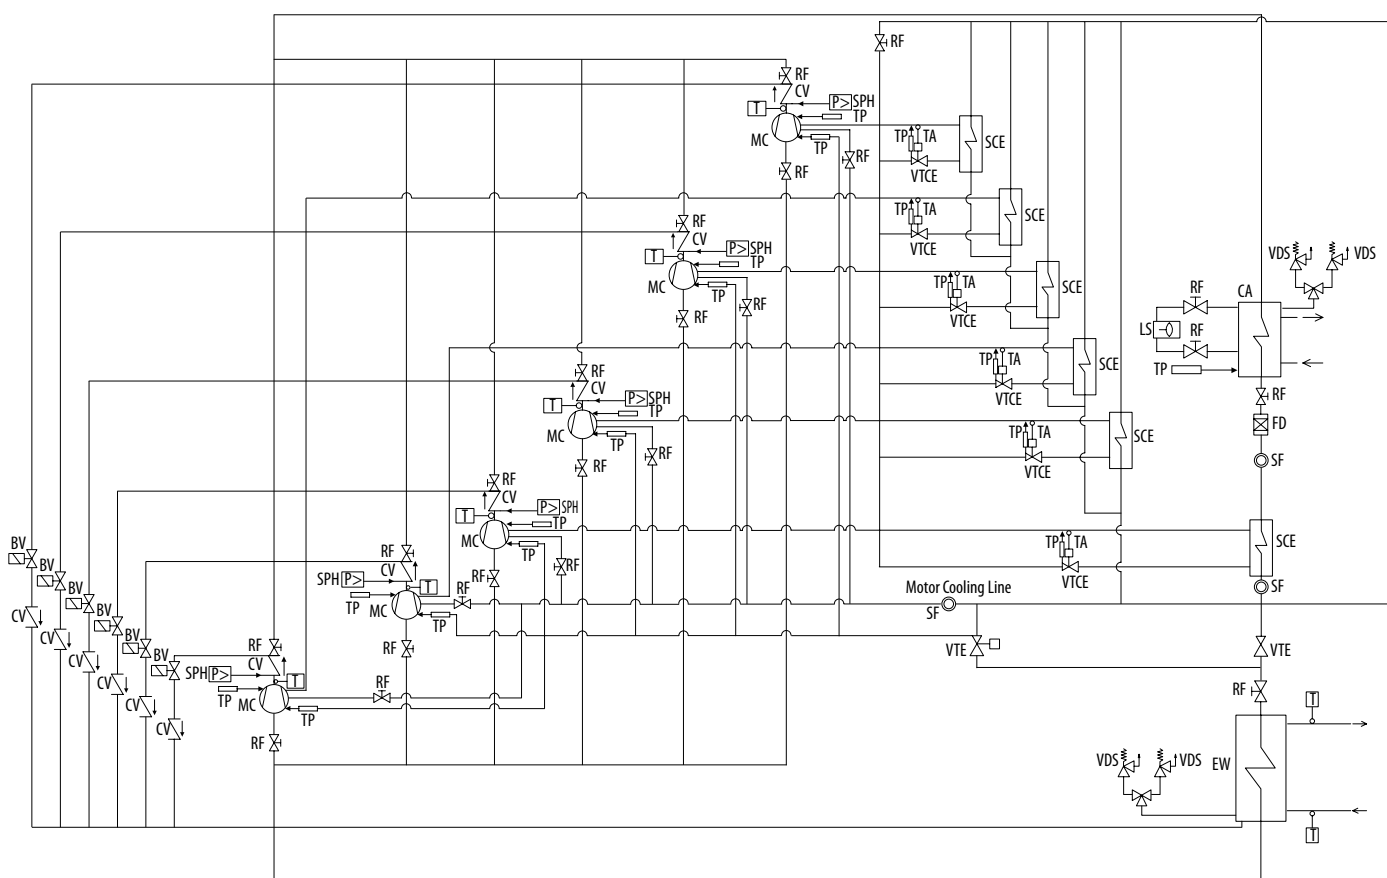 RF
RF
CV
P> SPH
T
TP
MC
TP
RF
RF
TP TA
SCE
VTCE
RF
CV
P> SPH
T
TP
MC
TP
RF
RF
TP TA
SCE
VTCE
TP TA
SCE
VTCE
VDS VDS
RF
CA
LS
RF
TP
RF
FD
SF
RF
CV
P> SPH
T
TP
MC
TP
RF
RF
TP TA
SCE
VTCE
TP TA
SCE
VTCE
RF
CV
P> SPH
T
TP
MC
TP
RF
RF
TP TA
SCE
VTCE
SF
BV
BV
BV
BV
BV
BV
CV
CV
CV
CV
CV
CV
RF
CV
SPH P>
T
TP
MC
TP
RF
RF
Motor Cooling Line
SF
VTE
VTE
RF
CV
SPH P>
T
TP
MC
TP
RF
RF
RF
T
EW
VDS VDS
T